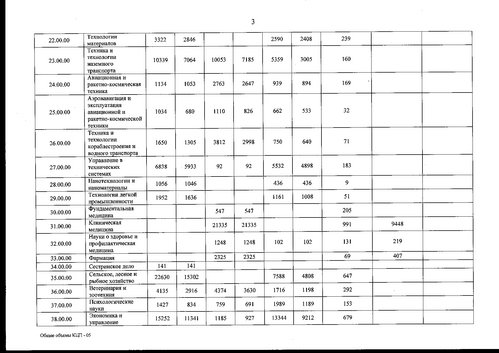 3
22.00.00 Технологии материалов 3322 2846 2590 2408 239
23.00.00 Техника и технологии наземного транспорта 10339 7064 10053 7185 5359 3005 160
24.00.00 Авиационная и ракетно-космическая техника 1134 1053 2763 2647 939 894 169
25.00.00 Аэронавигация и эксплуатация авиационной и ракетно-космической техники 1034 680 1110 826 662 533 32
26.00.00 Техника и технологии кораблестроения и водного транспорта 1650 1305 3812 2998 750 640 71
27.00.00 Управление в технических системах 6838 5933 92 92 5532 4898 183
28.00.00 Нанотехнологии и наноматериалы 1056 1046 436 436 9
29.00.00 Технологии легкой промышленности 1952 1636 1161 1008 51
30.00.00 Фундаментальная медицина 547 547 205
31.00.00 Клиническая медицина 21335 21335 991 9448
32.00.00 Науки о здоровье и профилактическая медицина 1248 1248 102 102 131 219
33.00.00 Фармация 2325 2325 69 407
34.00.00 Сестринское дело 141 141
35.00.00 Сельское, лесное и рыбное хозяйство 22630 15302 7588 4808 647
36.00.00 Ветеринария и зоотехния 4135 2916 4374 3630 1716 1198 292
37.00.00 Психологические науки 1427 834 759 691 1989 1189 153
38.00.00 Экономика и управление 15252 11341 1185 927 13344 9212 679
Общие объемы КЦП - 05